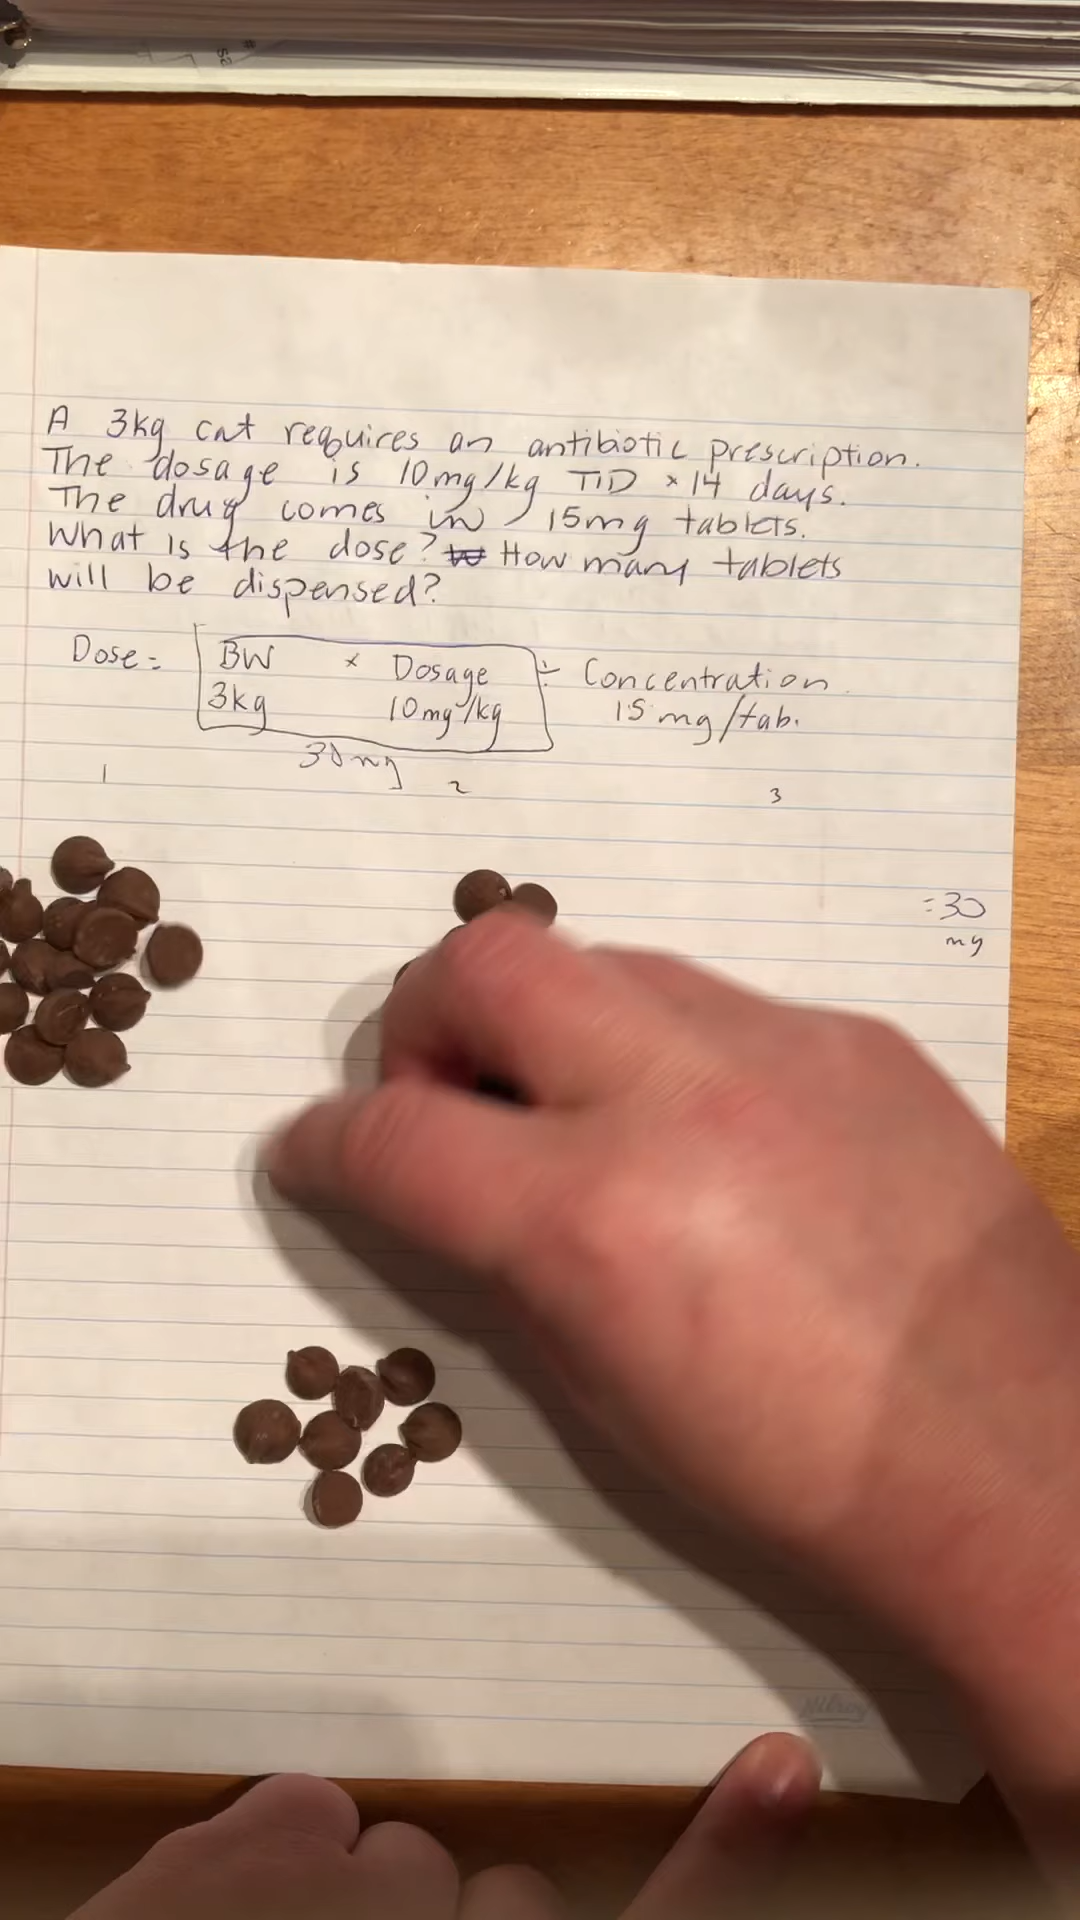 A 3kg cat requires an antibiotic prescription.
The dosage is 10mg/kg TID × 14 days.
The drug comes in 15mg tablets.
What is the dose? How many tablets
will be dispensed?
Dose = BW × Dosage ÷ Concentration
3kg 10mg/kg 15mg/tab.
30mg
1 2 3
=30
mg
Hilroy